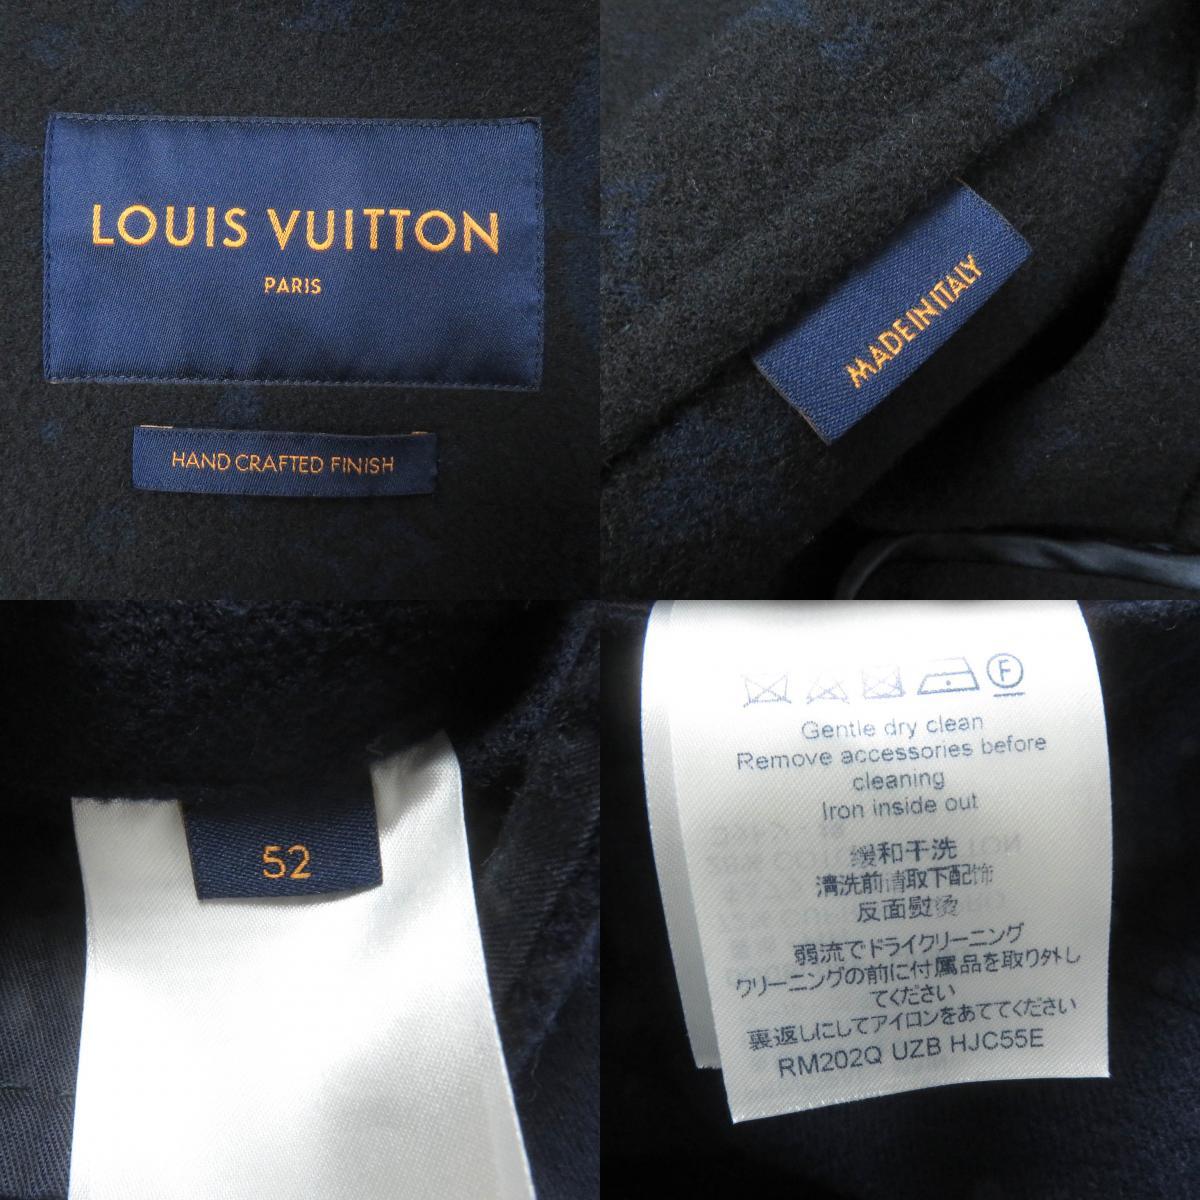 LOUIS VUITTON
PARIS
HAND CRAFTED FINISH
MADE IN ITALY
52
F
Gentle dry clean
Remove accessories before
cleaning
Iron inside out
缓和干洗
清洗前请取下配饰
反面熨烫
弱流でドライクリーニング
クリーニングの前に付属品を取り外し
てください
裏返しにしてアイロンをあててください
RM202Q UZB HJC55E